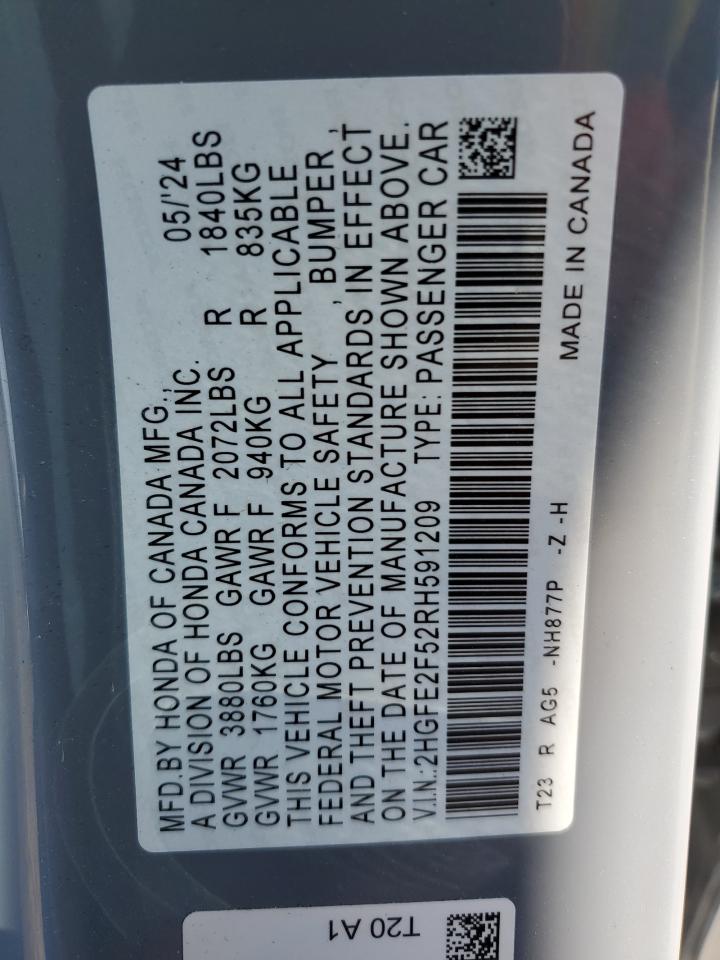 MFD.BY HONDA OF CANADA MFG., 05/'24
A DIVISION OF HONDA CANADA INC.
GVWR 3880LBS GAWR F 2072LBS R 1840LBS
GVWR 1760KG GAWR F 940KG R 835KG
THIS VEHICLE CONFORMS TO ALL APPLICABLE
FEDERAL MOTOR VEHICLE SAFETY , BUMPER ,
AND THEFT PREVENTION STANDARDS IN EFFECT
ON THE DATE OF MANUFACTURE SHOWN ABOVE.
V.I.N.:2HGFE2F52RH591209 TYPE: PASSENGER CAR
T23 R AG5 -NH877P -Z -H MADE IN CANADA
T20 A1